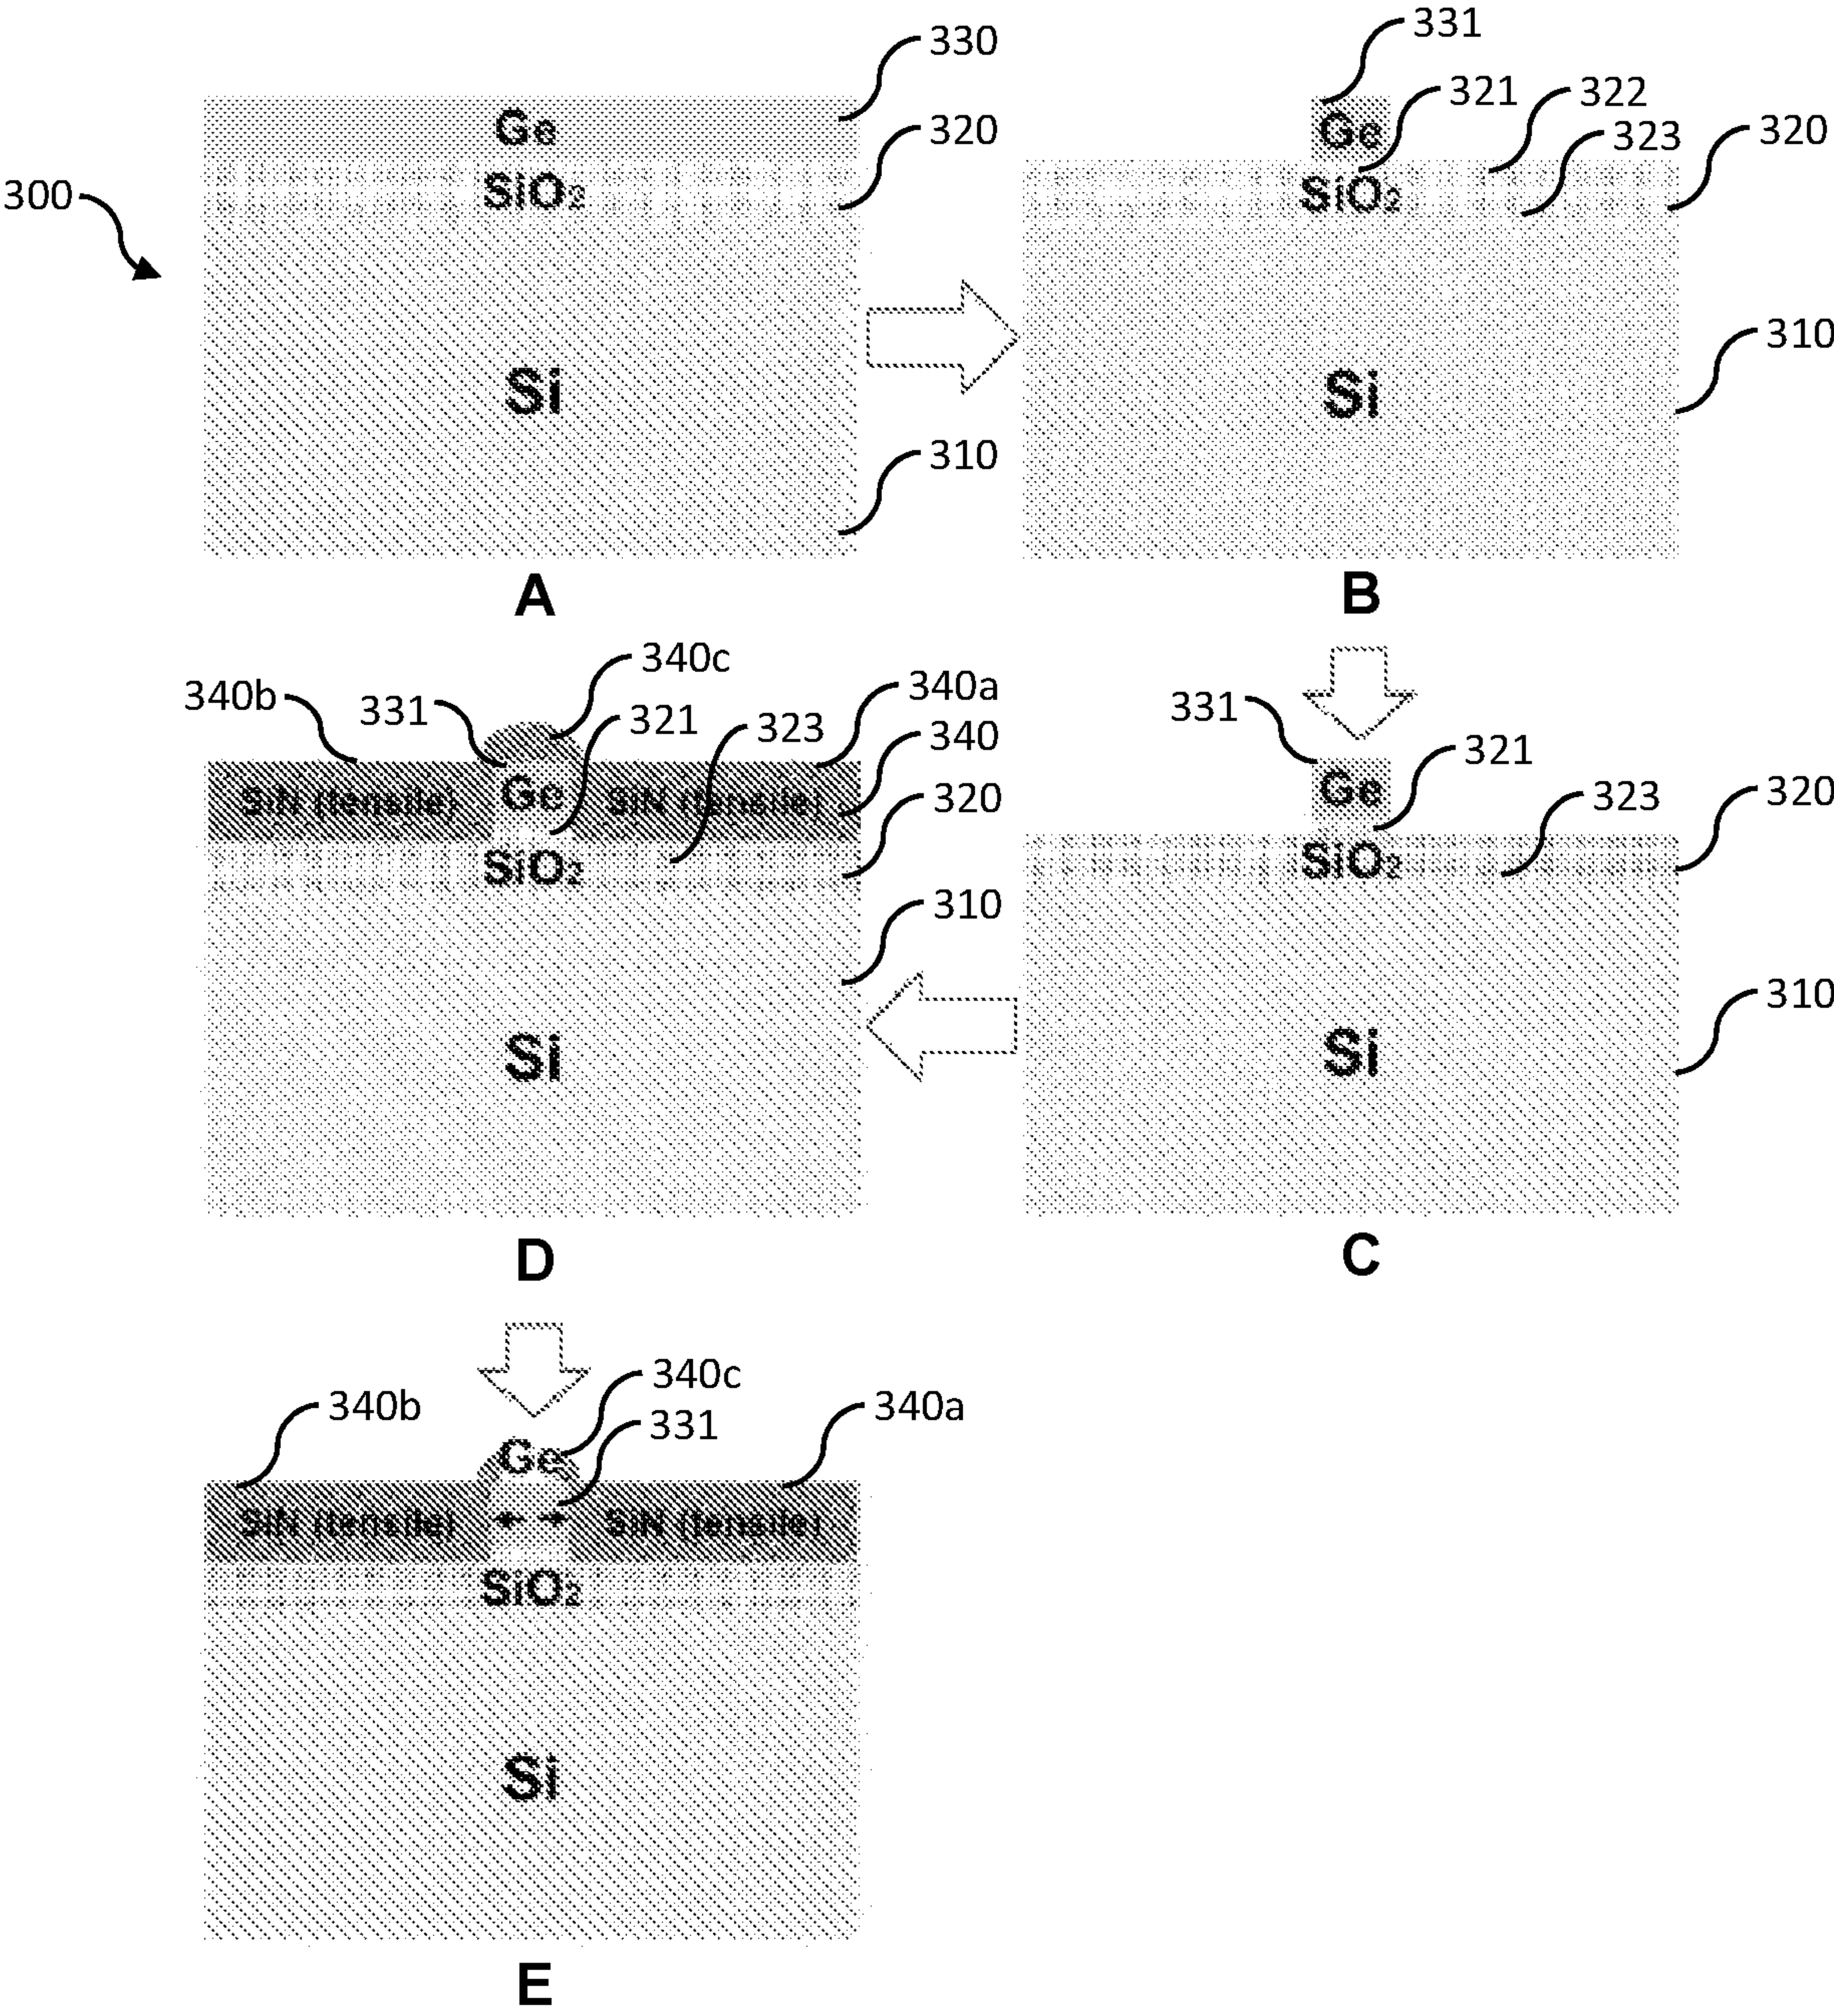 330
Ge
320
SiO₂
300
Si
310
A
331
321
322
323
320
Ge
SiO₂
310
Si
B
340c
340b
331
321
323
340a
340
SiN (tensile)
Ge
SiN (tensile)
320
SiO₂
310
Si
D
331
321
323
320
Ge
SiO₂
310
Si
C
340c
340b
331
340a
Ge
SiN (tensile)
SiN (tensile)
SiO₂
Si
E